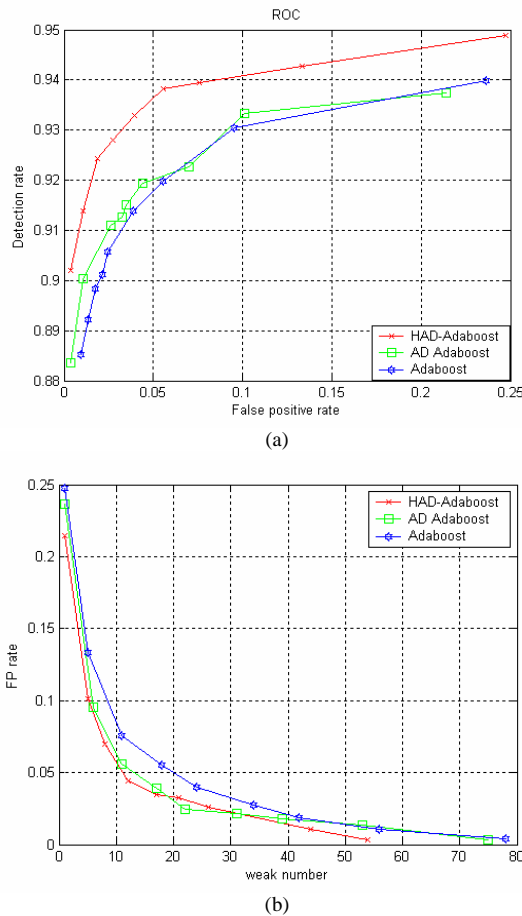 ROC
0.95
0.94
0.93
0.92
0.91
0.9
0.89
0.88
Detection rate
0 0.05 0.1 0.15 0.2 0.25
False positive rate
HAD-Adaboost
AD Adaboost
Adaboost
(a)
0.25
0.2
0.15
0.1
0.05
0
FP rate
0 10 20 30 40 50 60 70 80
weak number
HAD-Adaboost
AD Adaboost
Adaboost
(b)